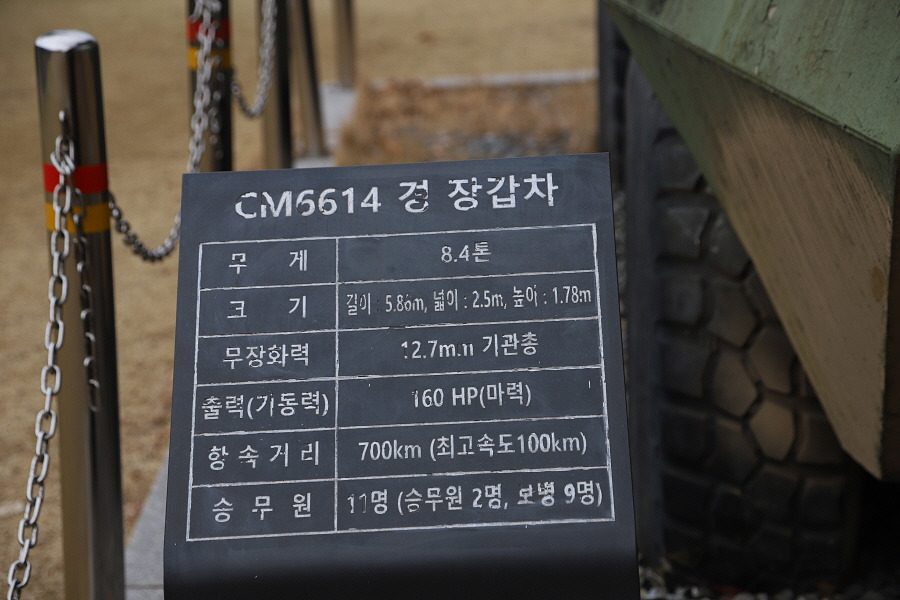 CM6614 경 장갑차
무 게 8.4톤
크 기 길이 : 5.86m, 넓이 : 2.5m, 높이 : 1.78m
무장화력 12.7mm 기관총
출력(기동력) 160 HP(마력)
항 속 거 리 700km (최고속도100km)
승 무 원 11명 (승무원 2명, 보병 9명)